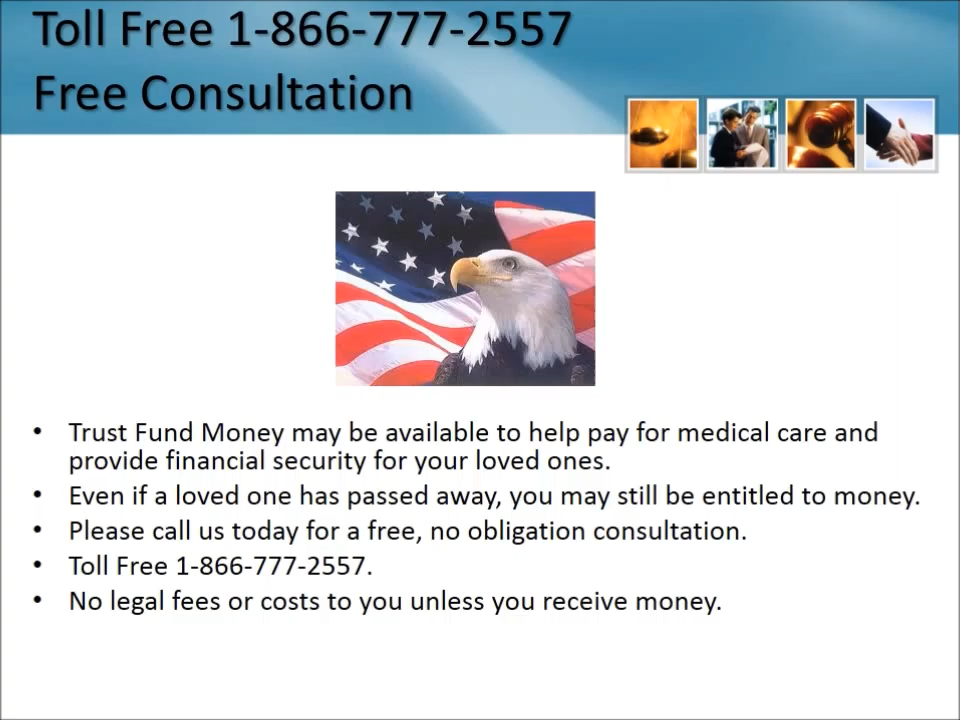 Toll Free 1-866-777-2557
Free Consultation
• Trust Fund Money may be available to help pay for medical care and
provide financial security for your loved ones.
• Even if a loved one has passed away, you may still be entitled to money.
• Please call us today for a free, no obligation consultation.
• Toll Free 1-866-777-2557.
• No legal fees or costs to you unless you receive money.